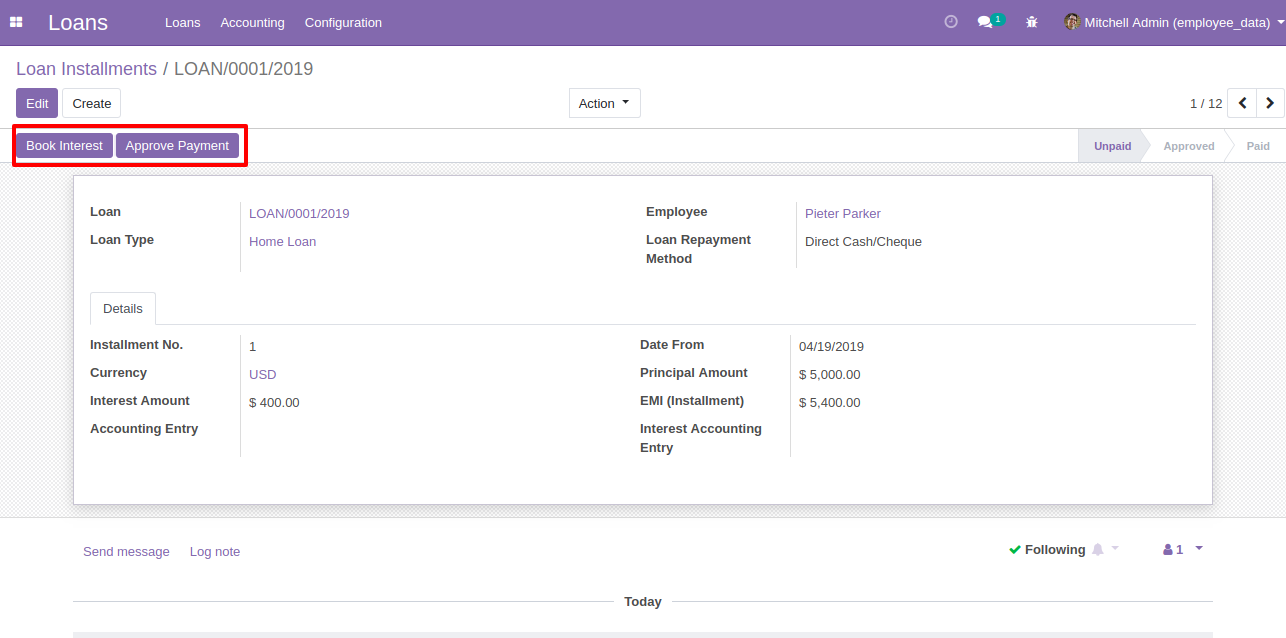 Loans Loans Accounting Configuration 1 Mitchell Admin (employee_data)
Loan Installments / LOAN/0001/2019
Edit Create Action 1 / 12
Book Interest Approve Payment Unpaid Approved Paid
Loan LOAN/0001/2019 Employee Pieter Parker
Loan Type Home Loan Loan Repayment Direct Cash/Cheque
Method
Details
Installment No. 1 Date From 04/19/2019
Currency USD Principal Amount $ 5,000.00
Interest Amount $ 400.00 EMI (Installment) $ 5,400.00
Accounting Entry Interest Accounting
Entry
Send message Log note Following 1
Today